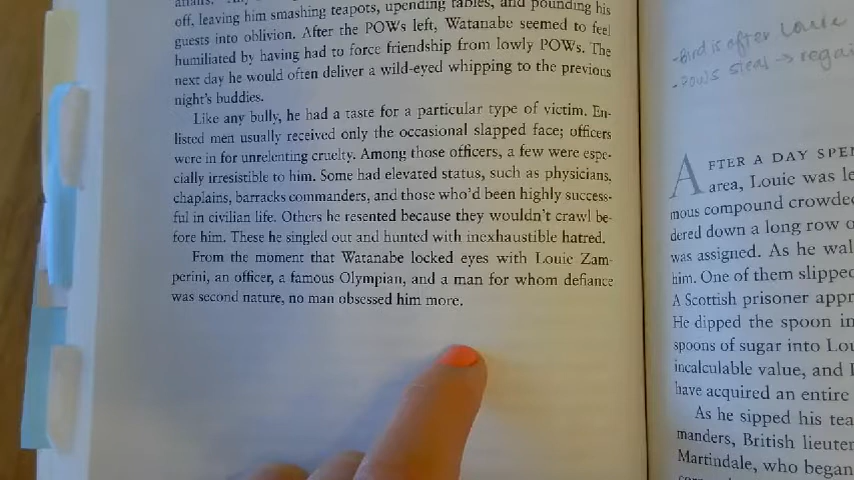 off, leaving him smashing teapots, upending tables, and pounding his
guests into oblivion. After the POWs left, Watanabe seemed to feel
humiliated by having had to force friendship from lowly POWs. The
next day he would often deliver a wild-eyed whipping to the previous
night's buddies.
Like any bully, he had a taste for a particular type of victim. En-
listed men usually received only the occasional slapped face; officers
were in for unrelenting cruelty. Among those officers, a few were espe-
cially irresistible to him. Some had elevated status, such as physicians,
chaplains, barracks commanders, and those who'd been highly success-
ful in civilian life. Others he resented because they wouldn't crawl be-
fore him. These he singled out and hunted with inexhaustible hatred.
From the moment that Watanabe locked eyes with Louie Zam-
perini, an officer, a famous Olympian, and a man for whom defiance
was second nature, no man obsessed him more.
-Bird is after Louie
-POWs steal → regai
AFTER A DAY SPEN
area, Louie was le
mous compound crowde
dered down a long row o
was assigned. As he wal
him. One of them slipped
A Scottish prisoner appr
He dipped the spoon in
spoons of sugar into Lou
incalculable value, and I
have acquired an entire
As he sipped his tea
manders, British lieuten
Martindale, who began